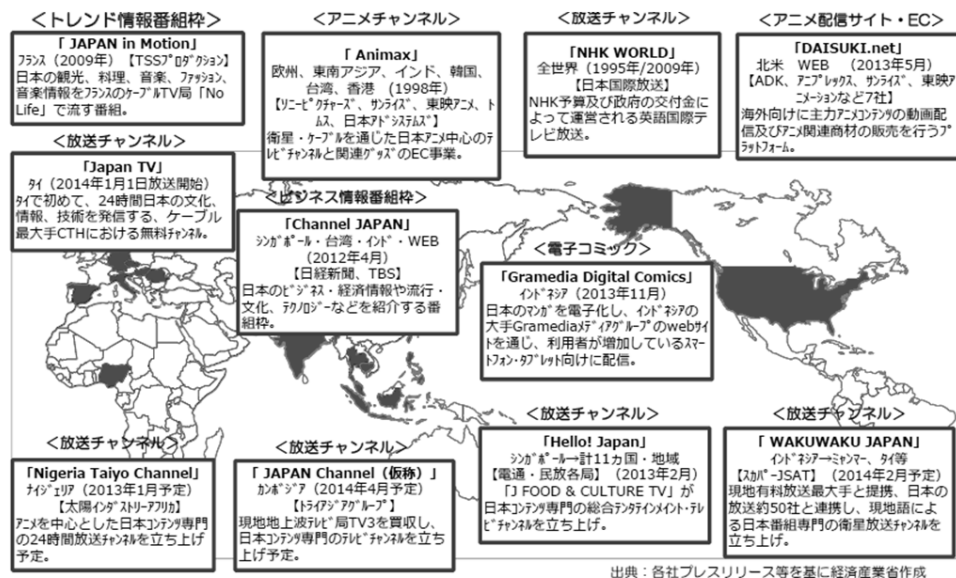 <トレンド情報番組枠>
「 JAPAN in Motion」
ﾌﾗﾝｽ（2009年）【TSSﾌﾟﾛﾀﾞｸｼｮﾝ】
日本の観光、料理、音楽、ﾌｧｯｼｮﾝ、
音楽情報をﾌﾗﾝｽのｹｰﾌﾞﾙTV局「No
Life」で流す番組。
<アニメチャンネル>
「 Animax」
欧州、東南アジア、インド、韓国、
台湾、香港　(1998年）
【ｿﾆｰﾋﾟｸﾁｬｰｽﾞ、ｻﾝﾗｲｽﾞ、東映ｱﾆﾒ、ﾄ
ﾑｽ、日本ｱﾄﾞｼｽﾃﾑｽﾞ】
衛星・ｹｰﾌﾞﾙを通じた日本ｱﾆﾒ中心のﾃ
ﾚﾋﾞﾁｬﾝﾈﾙと関連ｸﾞｯｽﾞのEC事業。
<放送チャンネル>
「NHK WORLD」
全世界（1995年/2009年）
【日本国際放送】
NHK予算及び政府の交付金に
よって運営される英語国際テ
レビ放送。
<アニメ配信サイト・EC>
「DAISUKI.net」
北米　WEB　（2013年5月）
【ADK、ｱﾆﾌﾟﾚｯｸｽ、ｻﾝﾗｲｽﾞ、東映ｱ
ﾆﾒｰｼｮﾝなど7社】
海外向けに主力ｱﾆﾒｺﾝﾃﾝﾂの動画配
信及びｱﾆﾒ関連商材の販売を行うﾌﾟ
ﾗｯﾄﾌｫｰﾑ。
<放送チャンネル>
「Japan TV」
ﾀｲ（2014年1月1日放送開始）
ﾀｲで初めて、24時間日本の文化、
情報、技術を発信する、ケーブル
最大手CTHにおける無料ﾁｬﾝﾈﾙ。
<ビジネス情報番組枠>
「Channel JAPAN」
ｼﾝｶﾞﾎﾟｰﾙ・台湾・ｲﾝﾄﾞ・WEB
（2012年4月）
【日経新聞、TBS】
日本のﾋﾞｼﾞﾈｽ・経済情報や流行・
文化、ﾃｸﾉﾛｼﾞｰなどを紹介する番
組枠。
<電子コミック>
「Gramedia Digital Comics」
ｲﾝﾄﾞﾈｼｱ（2013年11月）
日本のﾏﾝｶﾞを電子化し、ｲﾝﾄﾞﾈｼｱの
大手Gramediaﾒﾃﾞｨｱｸﾞﾙｰﾌﾟのwebｻｲ
ﾄを通じ、利用者が増加しているｽﾏｰ
ﾄﾌｫﾝ･ﾀﾌﾞﾚｯﾄ向けに配信。
<放送チャンネル>
「Nigeria Taiyo Channel」
ﾅｲｼﾞｪﾘｱ（2013年1月予定）
【太陽ｲﾝﾀﾞｽﾄﾘｰｱﾌﾘｶ】
ｱﾆﾒを中心とした日本ｺﾝﾃﾝﾂ専門
の24時間放送ﾁｬﾝﾈﾙを立ち上げ
予定。
<放送チャンネル>
「 JAPAN Channel（仮称）」
ｶﾝﾎﾞｼﾞｱ（2014年4月予定）
【ﾄﾗｲｱｼﾞｱｸﾞﾙｰﾌﾟ】
現地地上波ﾃﾚﾋﾞ局TV3を買収し、
日本ｺﾝﾃﾝﾂ専門のﾃﾚﾋﾞﾁｬﾝﾈﾙを立ち
上げ予定。
<放送チャンネル>
「Hello! Japan」
ｼﾝｶﾞﾎﾟｰﾙ→計11ヵ国・地域
【電通・民放各局】（2013年2月）
「J FOOD & CULTURE TV」が
日本ｺﾝﾃﾝﾂ専門の総合ｴﾝﾀﾃｲﾝﾒﾝﾄ･ﾃﾚ
ﾋﾞﾁｬﾝﾈﾙを立ち上げ。
<放送チャンネル>
「 WAKUWAKU JAPAN」
ｲﾝﾄﾞﾈｼｱ→ﾐｬﾝﾏｰ、ﾀｲ等
【ｽｶﾊﾟｰJSAT】（2014年2月予定）
現地有料放送最大手と提携、日本の
放送約50社と連携し、現地語によ
る日本番組専門の衛星放送ﾁｬﾝﾈﾙ
を立ち上げ。
出典：各社プレスリリース等を基に経済産業省作成